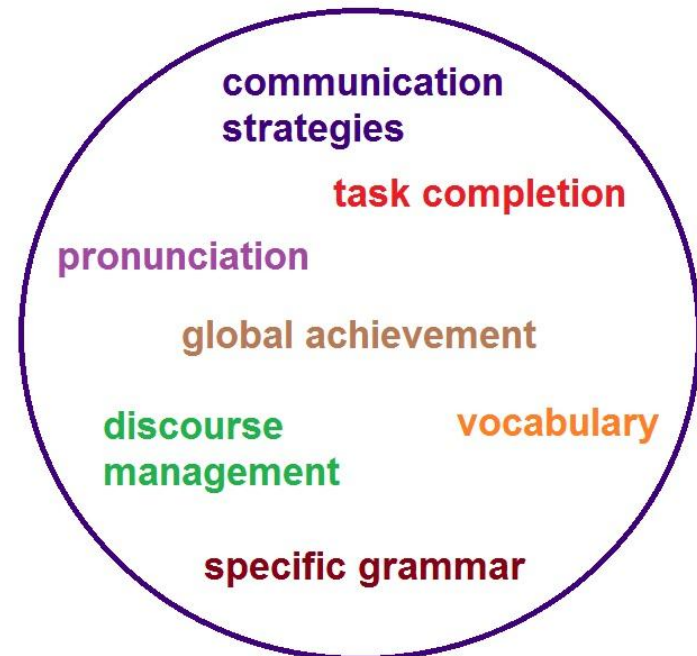 communication
strategies
task completion
pronunciation
global achievement
discourse
management
vocabulary
specific grammar